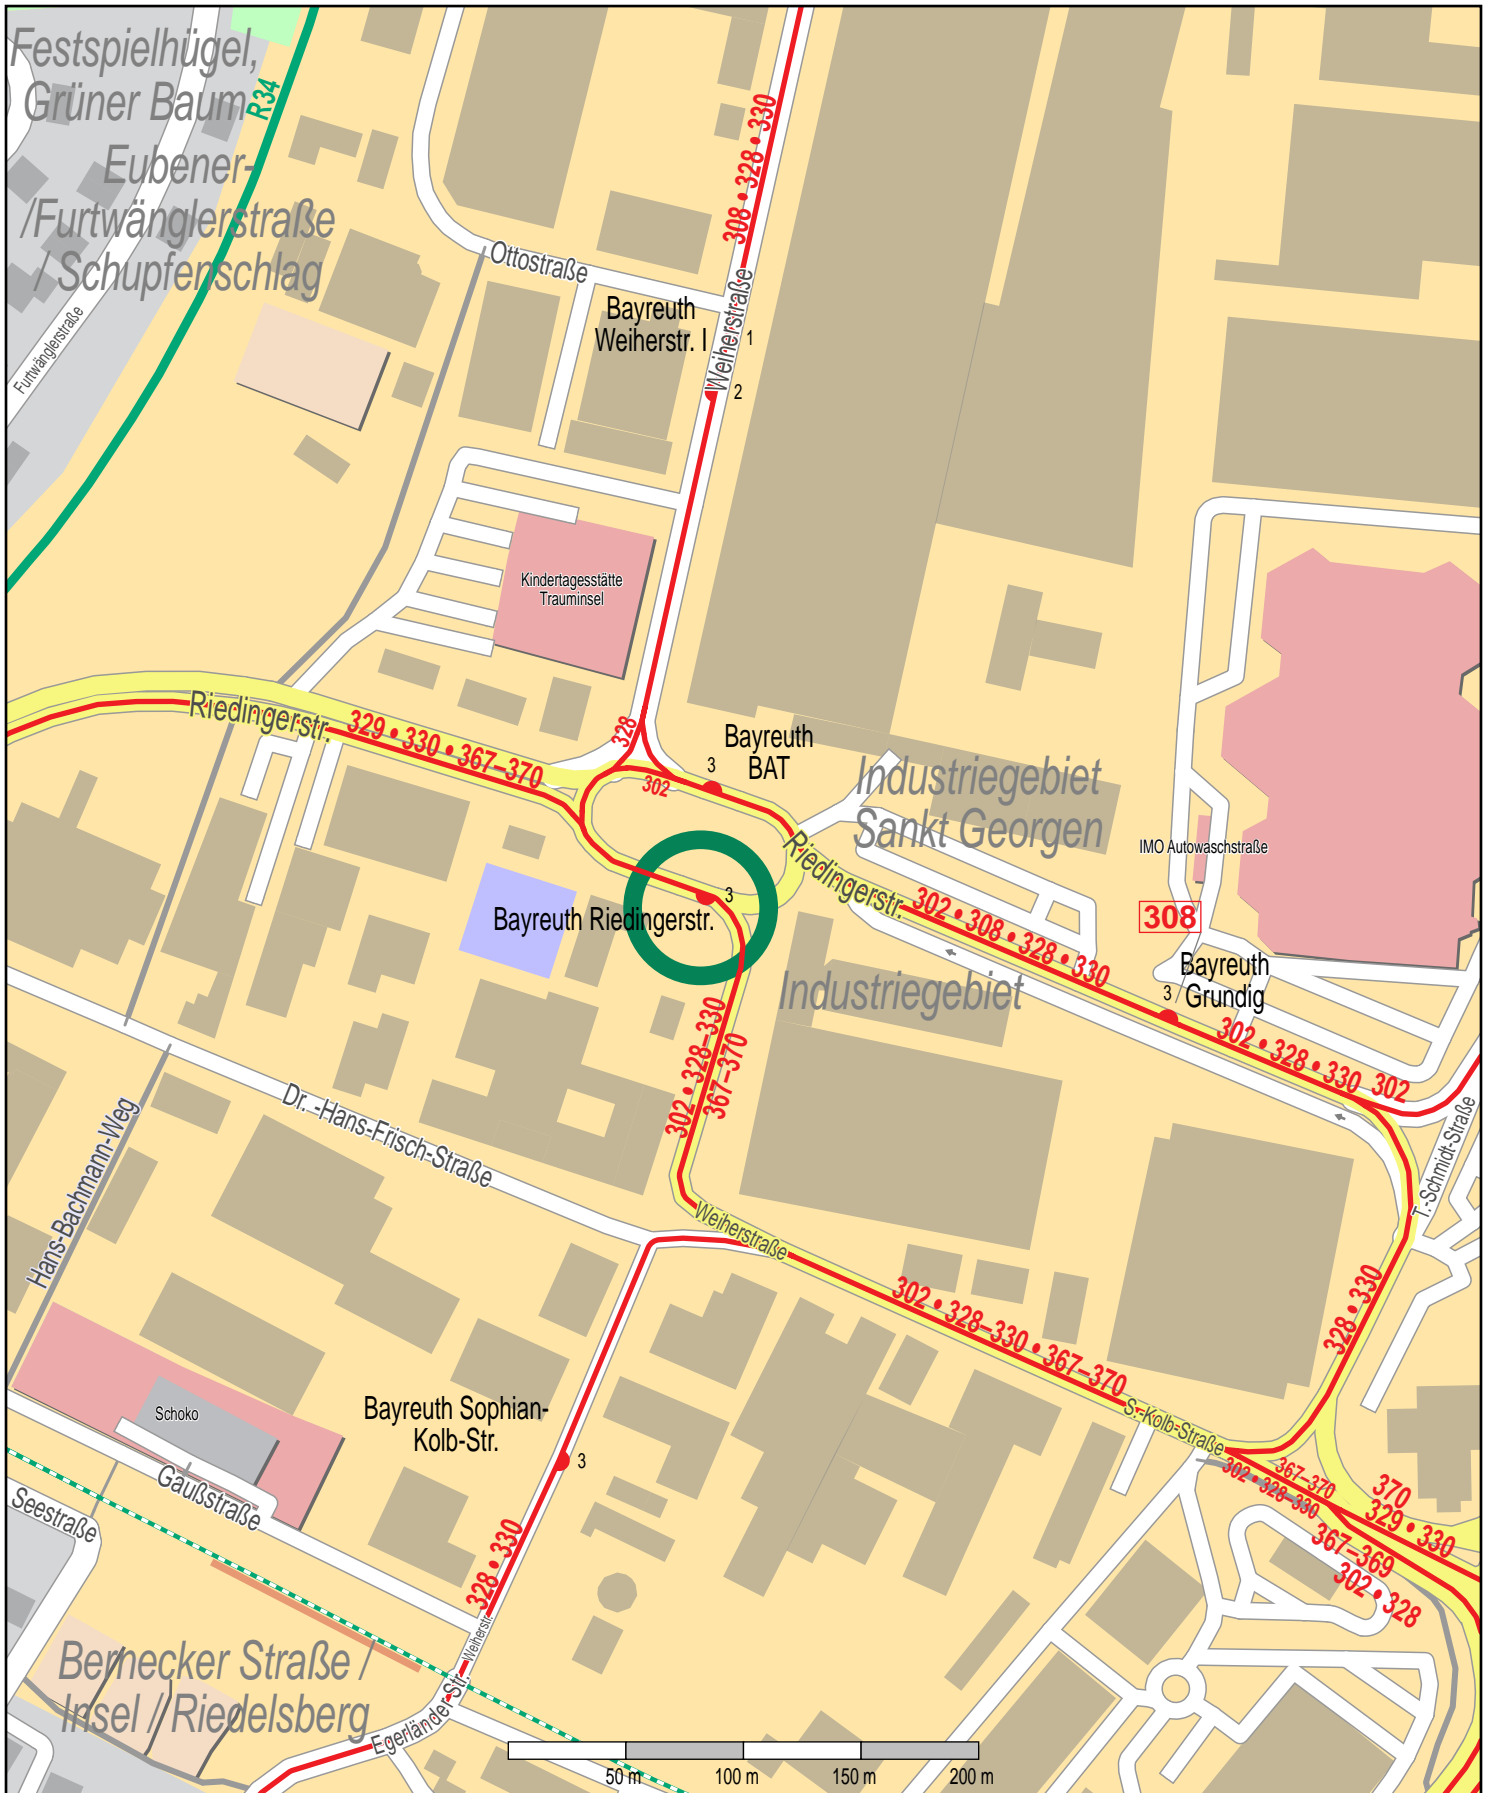 Festspielhügel,
Grüner Baum
R34
Eubener-
/Furtwänglerstraße
/ Schupfenschlag
Furtwänglerstraße
308 • 328 • 330
Ottostraße
Bayreuth
Weiherstr. I
Weiherstraße
1
2
Kindertagesstätte
Trauminsel
Riedingerstr.
329 • 330 • 367–370
328
302
3
Bayreuth
BAT
Industriegebiet
Sankt Georgen
Riedingerstr.
IMO Autowaschstraße
3
Bayreuth Riedingerstr.
302 • 308 • 328 • 330
308
Bayreuth
Grundig
3
Industriegebiet
302 • 328 • 330
302
302 • 328–330
367–370
T.-Schmidt-Straße
Dr. -Hans-Frisch-Straße
Hans-Bachmann-Weg
Weiherstraße
302 • 328–330 • 367–370
328 • 330
S.-Kolb-Straße
Schoko
Bayreuth Sophian-
Kolb-Str.
3
Gaußstraße
Seestraße
367–370
302 • 328–330
370
329 • 330
367–369
302 • 328
328 • 330
Weiherstr.
Egerländer Str.
Bernecker Straße /
Insel / Riedelsberg
50 m
100 m
150 m
200 m